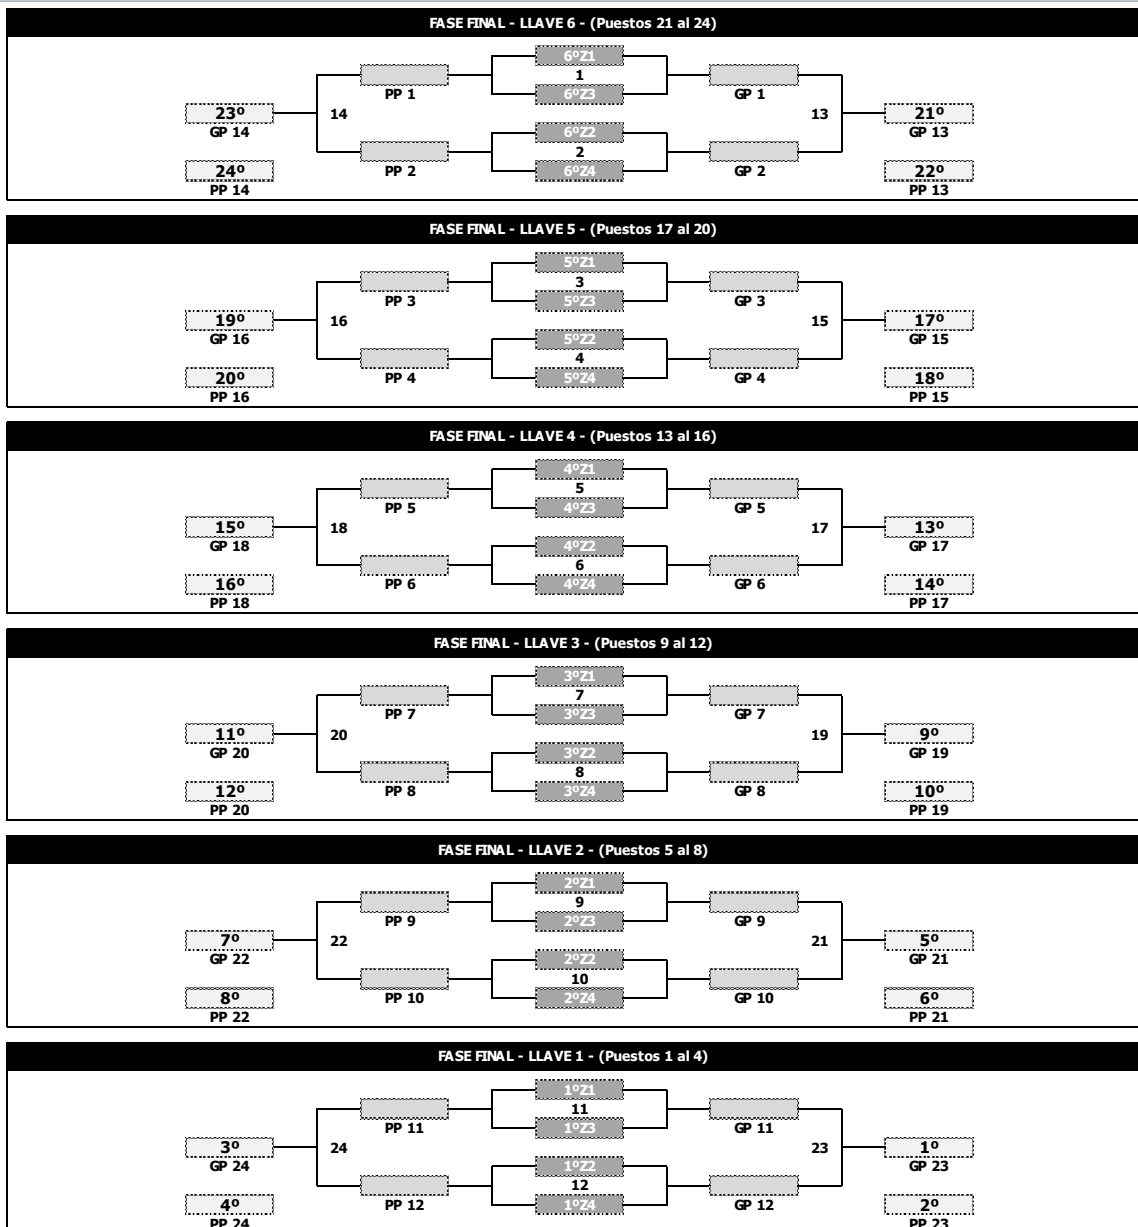 FASE FINAL - LLAVE 6 - (Puestos 21 al 24)
6ºZ1
1
PP 1 6ºZ3 GP 1
23º 14 13 21º
GP 14 6ºZ2 GP 13
2
24º PP 2 6ºZ4 GP 2 22º
PP 14 PP 13
FASE FINAL - LLAVE 5 - (Puestos 17 al 20)
5ºZ1
3
PP 3 5ºZ3 GP 3
19º 16 15 17º
GP 16 5ºZ2 GP 15
4
20º PP 4 5ºZ4 GP 4 18º
PP 16 PP 15
FASE FINAL - LLAVE 4 - (Puestos 13 al 16)
4ºZ1
5
PP 5 4ºZ3 GP 5
15º 18 17 13º
GP 18 4ºZ2 GP 17
6
16º PP 6 4ºZ4 GP 6 14º
PP 18 PP 17
FASE FINAL - LLAVE 3 - (Puestos 9 al 12)
3ºZ1
7
PP 7 3ºZ3 GP 7
11º 20 19 9º
GP 20 3ºZ2 GP 19
8
12º PP 8 3ºZ4 GP 8 10º
PP 20 PP 19
FASE FINAL - LLAVE 2 - (Puestos 5 al 8)
2ºZ1
9
PP 9 2ºZ3 GP 9
7º 22 21 5º
GP 22 2ºZ2 GP 21
10
8º PP 10 2ºZ4 GP 10 6º
PP 22 PP 21
FASE FINAL - LLAVE 1 - (Puestos 1 al 4)
1ºZ1
11
PP 11 1ºZ3 GP 11
3º 24 23 1º
GP 24 1ºZ2 GP 23
12
4º PP 12 1ºZ4 GP 12 2º
PP 24 PP 23